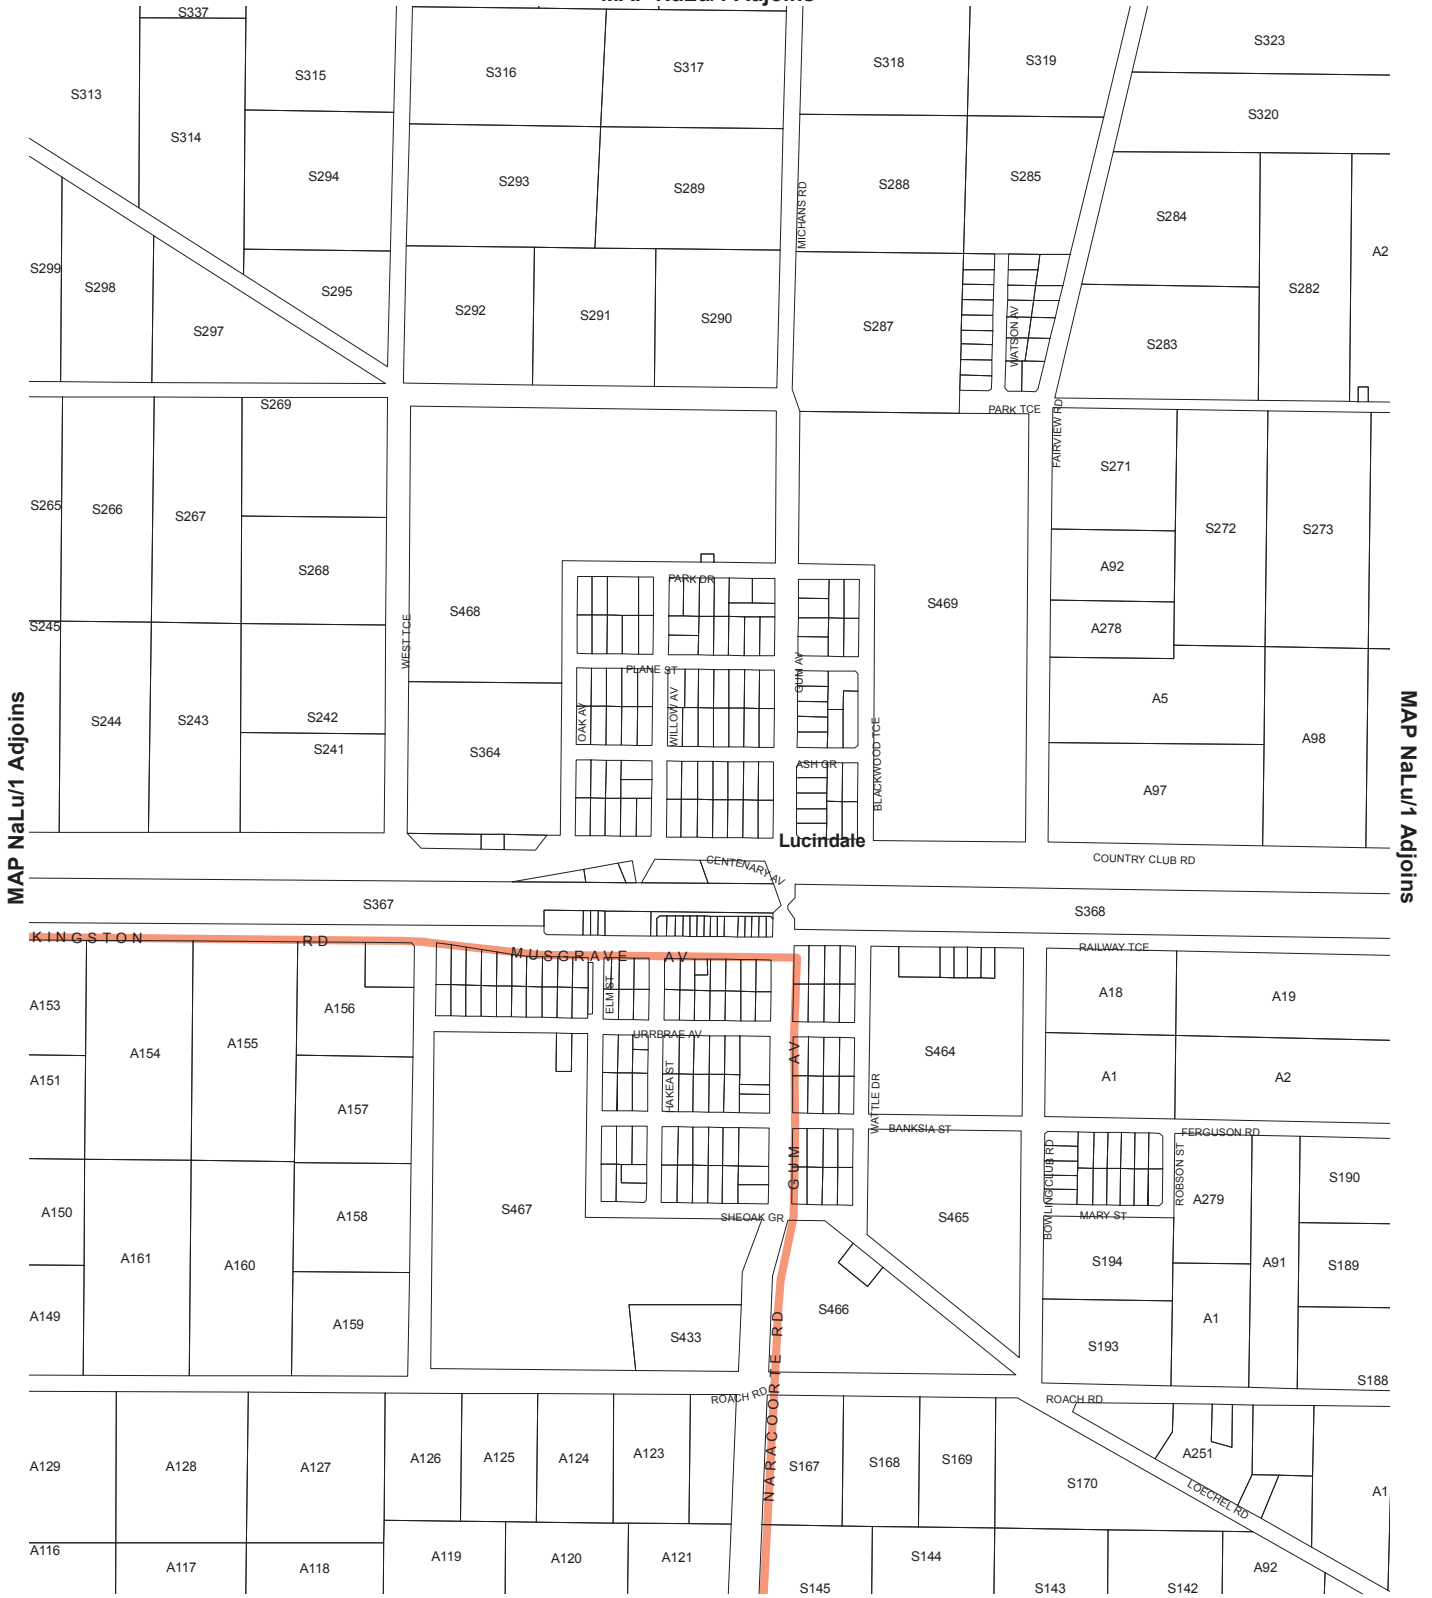 S337
S323
S315
S316
S317
S318
S319
S313
S320
S314
S294
S293
S289
MICHANS RD
S288
S285
S284
A2
S299
S298
S295
S282
S297
S292
S291
S290
S287
WATSON AV
S283
S269
PARK TCE
FAIRVIEW RD
S271
S265
S266
S267
S272
S273
S268
A92
PARK DR
S468
S469
S245
WEST TCE
A278
PLANE ST
GUM AV
A5
MAP NaLu/1 Adjoins
S244
S243
S242
OAK AV
WILLOW AV
BLACKWOOD TCE
A98
MAP NaLu/1 Adjoins
S241
S364
ASH GR
A97
Lucindale
CENTENARY AV
COUNTRY CLUB RD
S367
S368
KINGSTON RD
MUSGRAVE AV
RAILWAY TCE
A153
A156
ELM ST
A18
A19
A154
A155
URRBRAE AV
GUM AV
S464
A151
HAKEA ST
WATTLE DR
A1
A2
A157
BANKSIA ST
FERGUSON RD
BOWLING CLUB RD
ROBSON ST
S190
A150
A158
S467
SHEOAK GR
S465
MARY ST
A279
A161
A160
S194
A91
S189
A149
A159
S433
S466
NARACOORTE RD
S193
A1
S188
ROACH RD
ROACH RD
A129
A128
A127
A126
A125
A124
A123
S167
S168
S169
S170
A251
LOECHEL RD
A1
A116
A117
A118
A119
A120
A121
S144
A92
S145
S143
S142